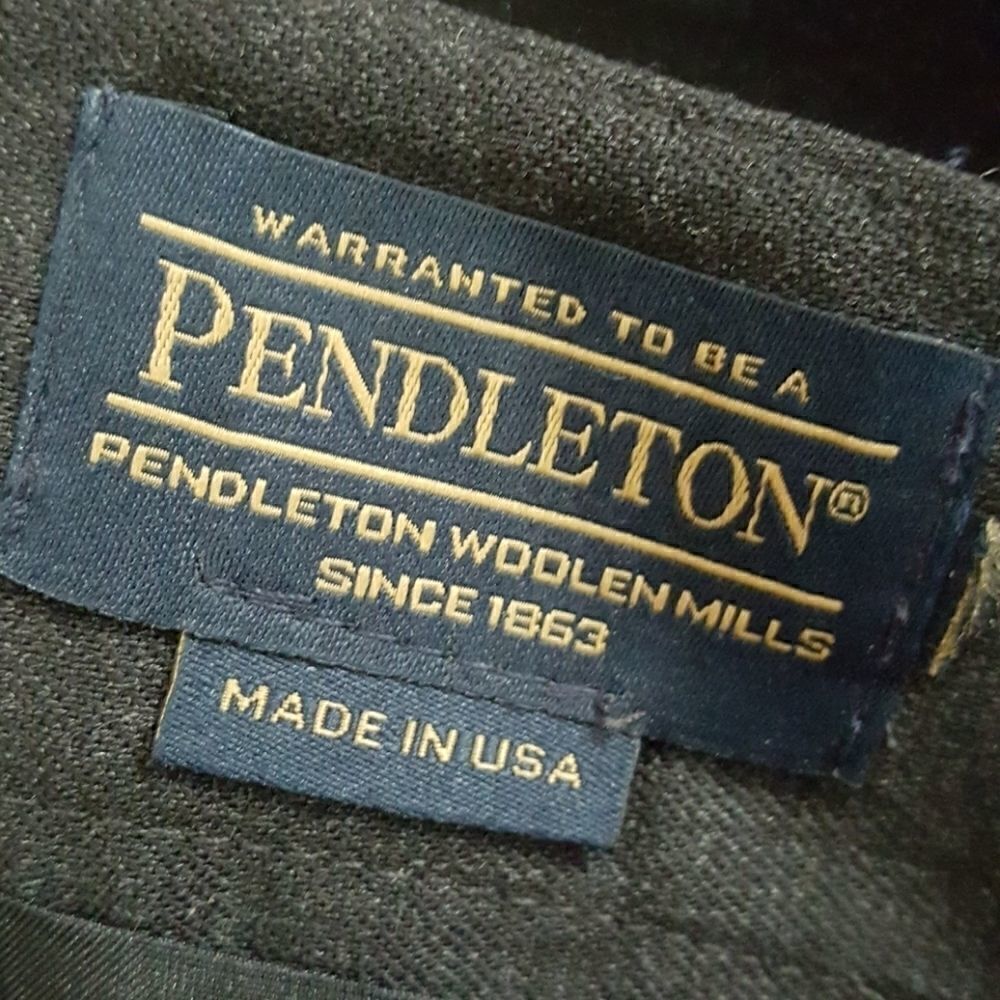 WARRANTED TO BE A
PENDLETON®
PENDLETON WOOLEN MILLS
SINCE 1863
MADE IN USA